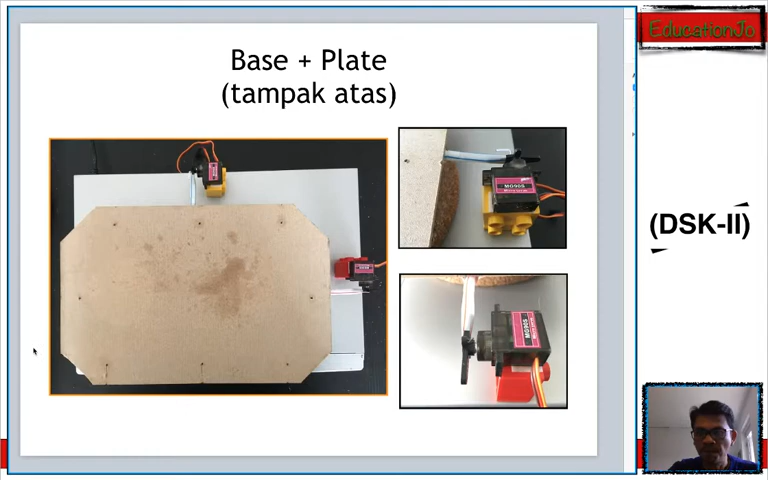 Base + Plate
(tampak atas)
EducationJo
MG90S
(DSK-II)
MG90S